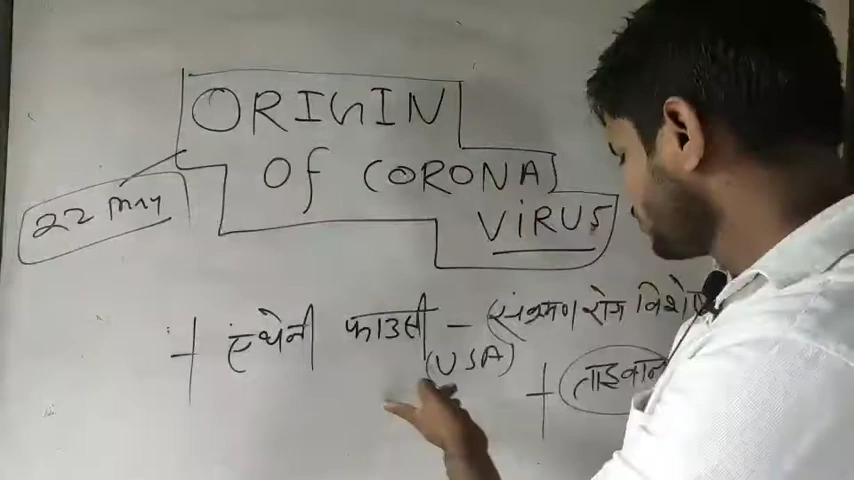 ORIGIN
OF CORONA
VIRUS
22 May
एंथेनी फाउसी – (संक्रमण रोग
(USA)
ताइवान